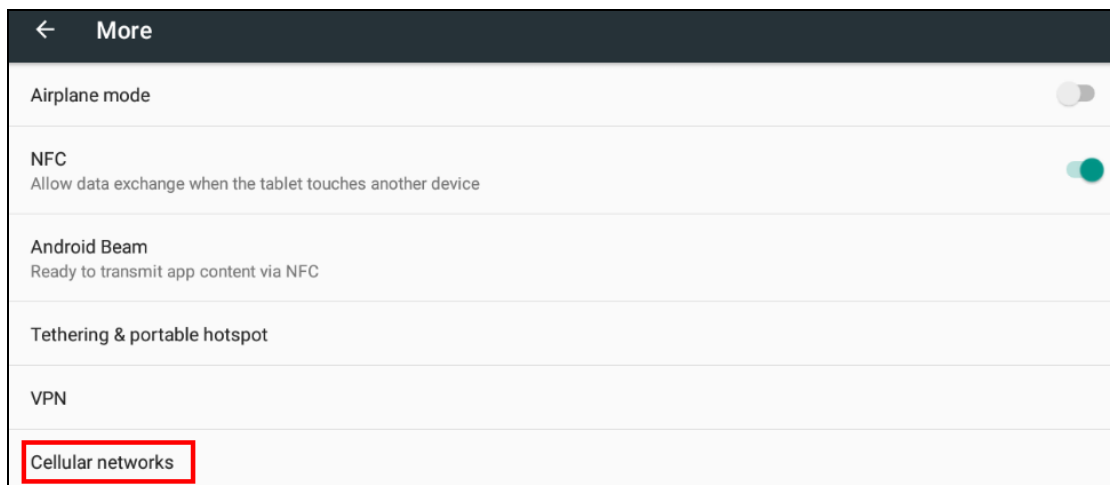 More
Airplane mode
NFC
Allow data exchange when the tablet touches another device
Android Beam
Ready to transmit app content via NFC
Tethering & portable hotspot
VPN
Cellular networks